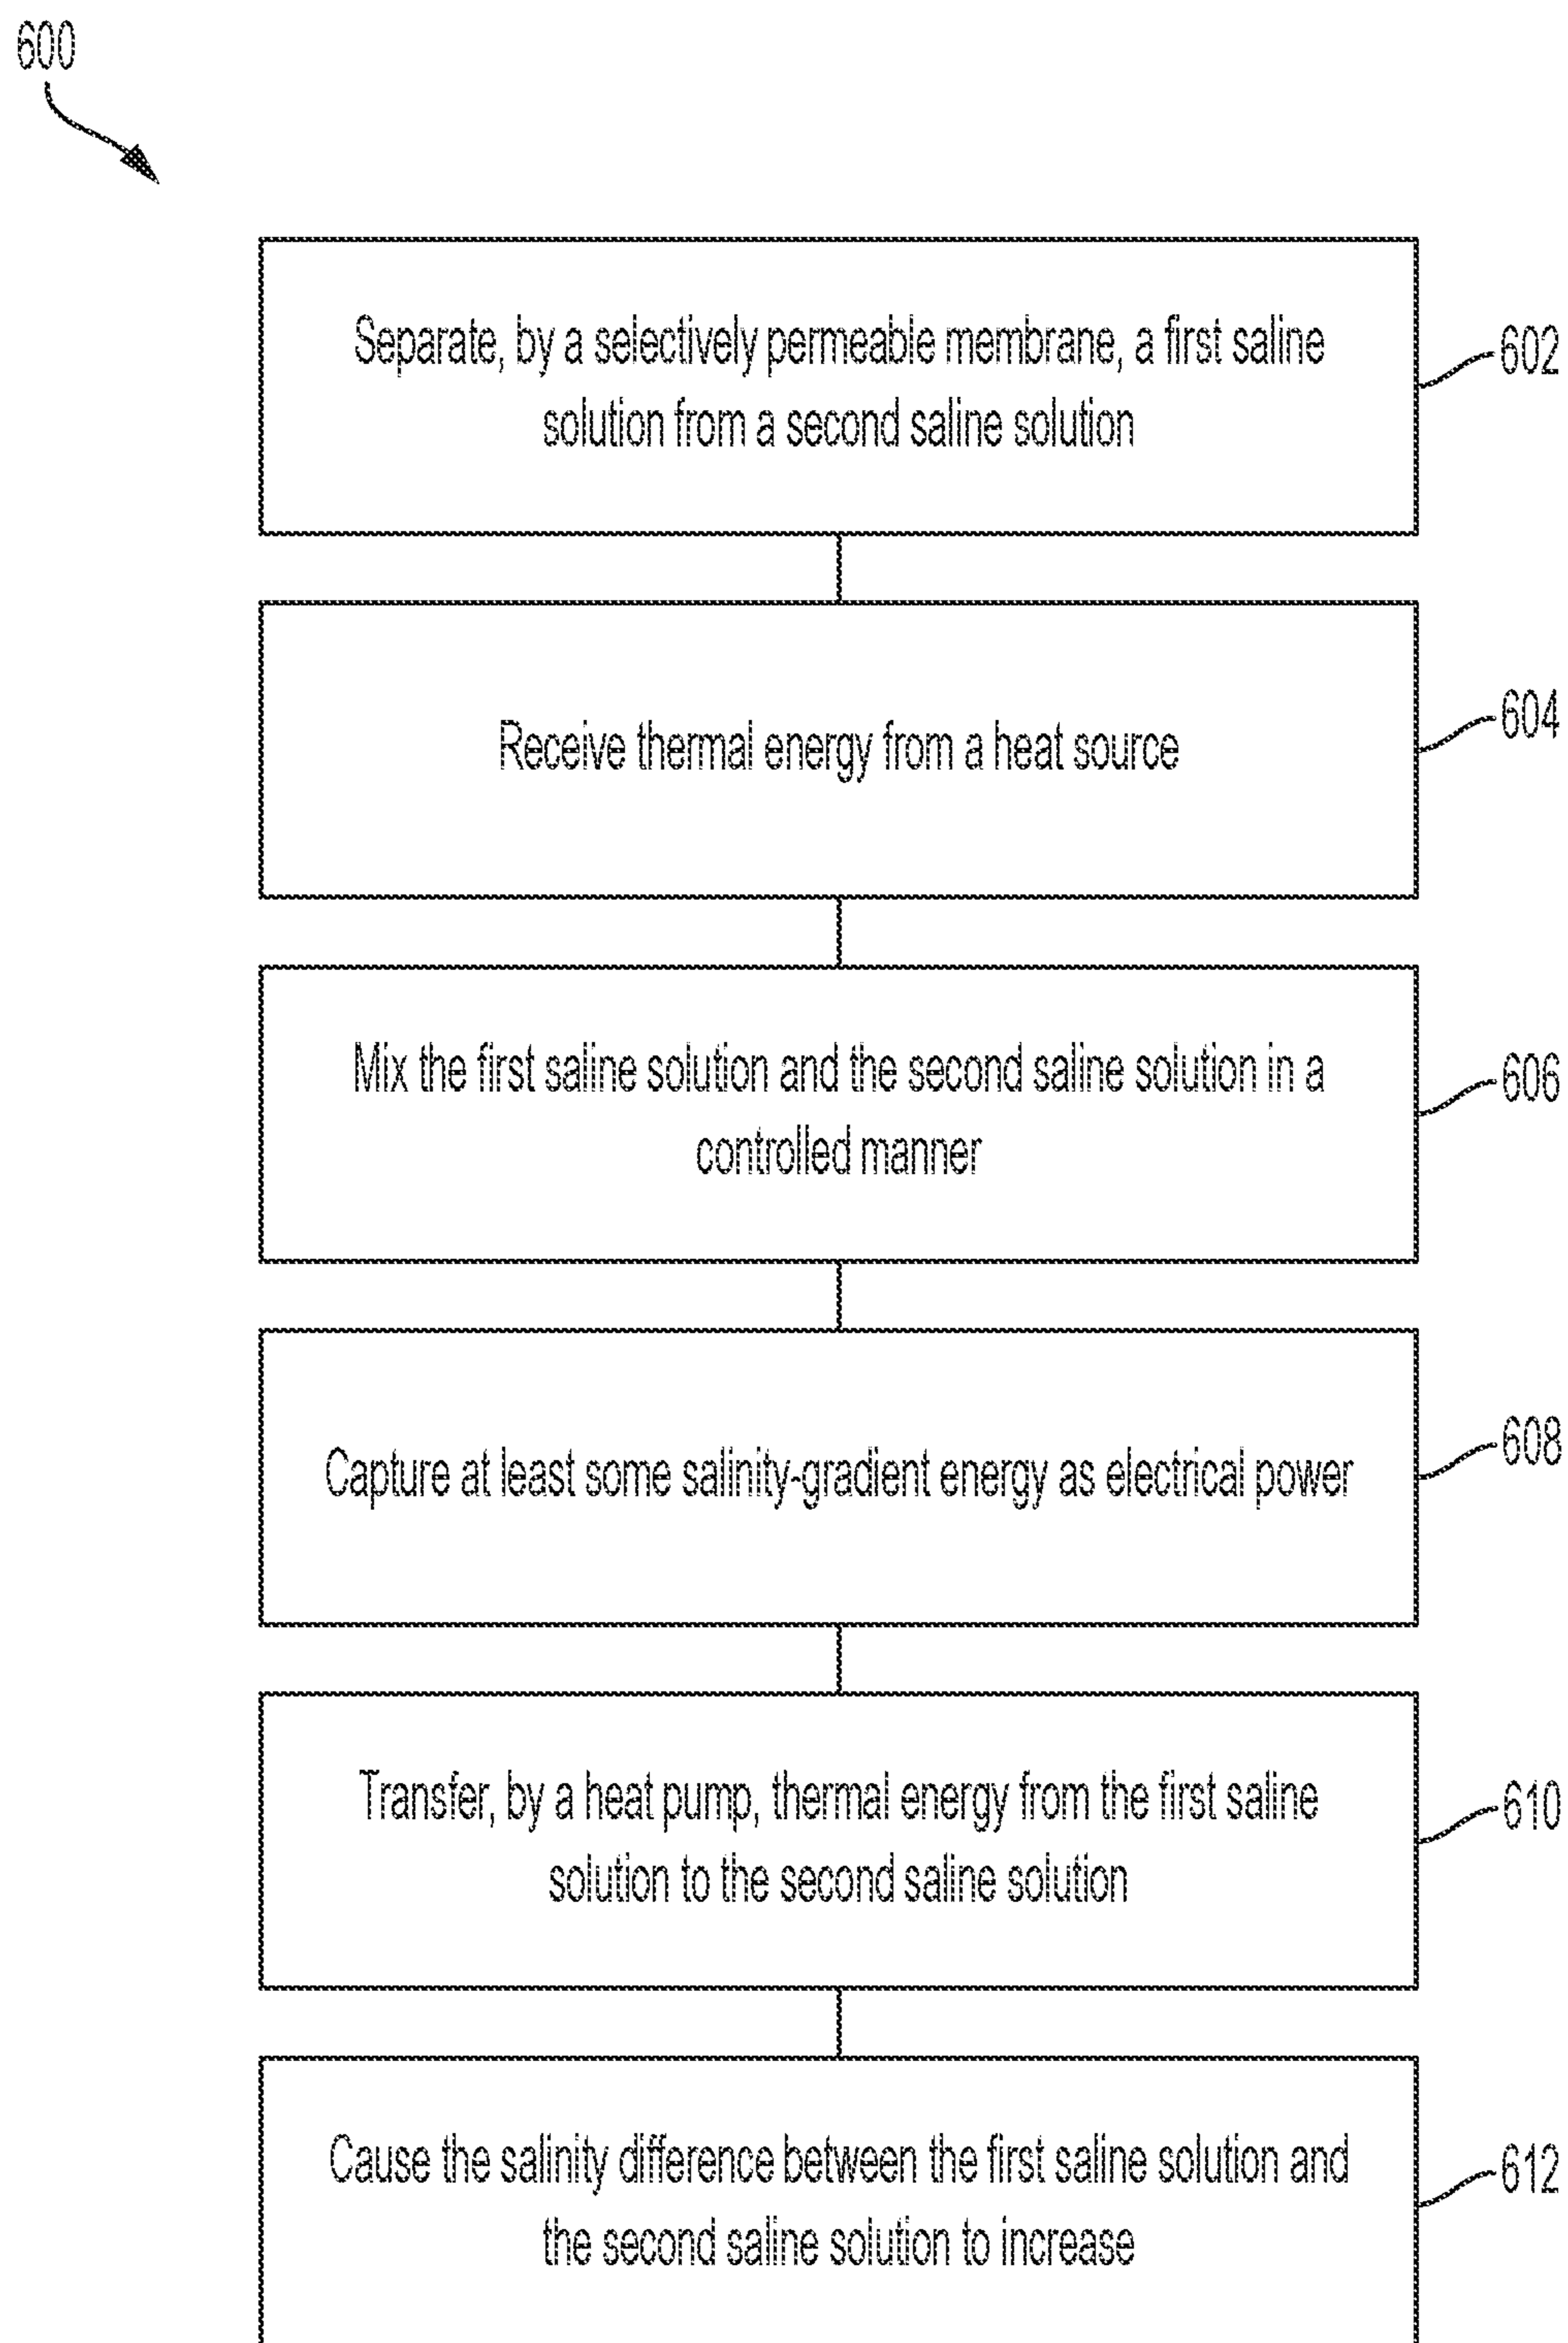 600
Separate, by a selectively permeable membrane, a first saline
solution from a second saline solution
602
Receive thermal energy from a heat source
604
Mix the first saline solution and the second saline solution in a
controlled manner
606
Capture at least some salinity-gradient energy as electrical power
608
Transfer, by a heat pump, thermal energy from the first saline
solution to the second saline solution
610
Cause the salinity difference between the first saline solution and
the second saline solution to increase
612